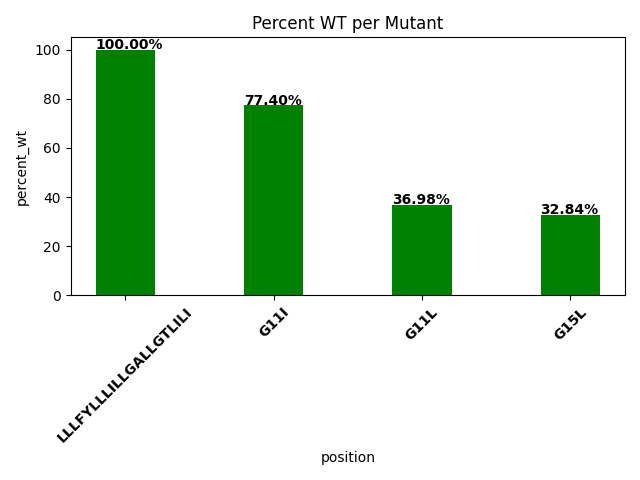 Percent WT per Mutant
percent_wt
100
80
60
40
20
0
100.00%
77.40%
36.98%
32.84%
LLLFYLLLILLGALLGTLILI
G11I
G11L
G15L
position